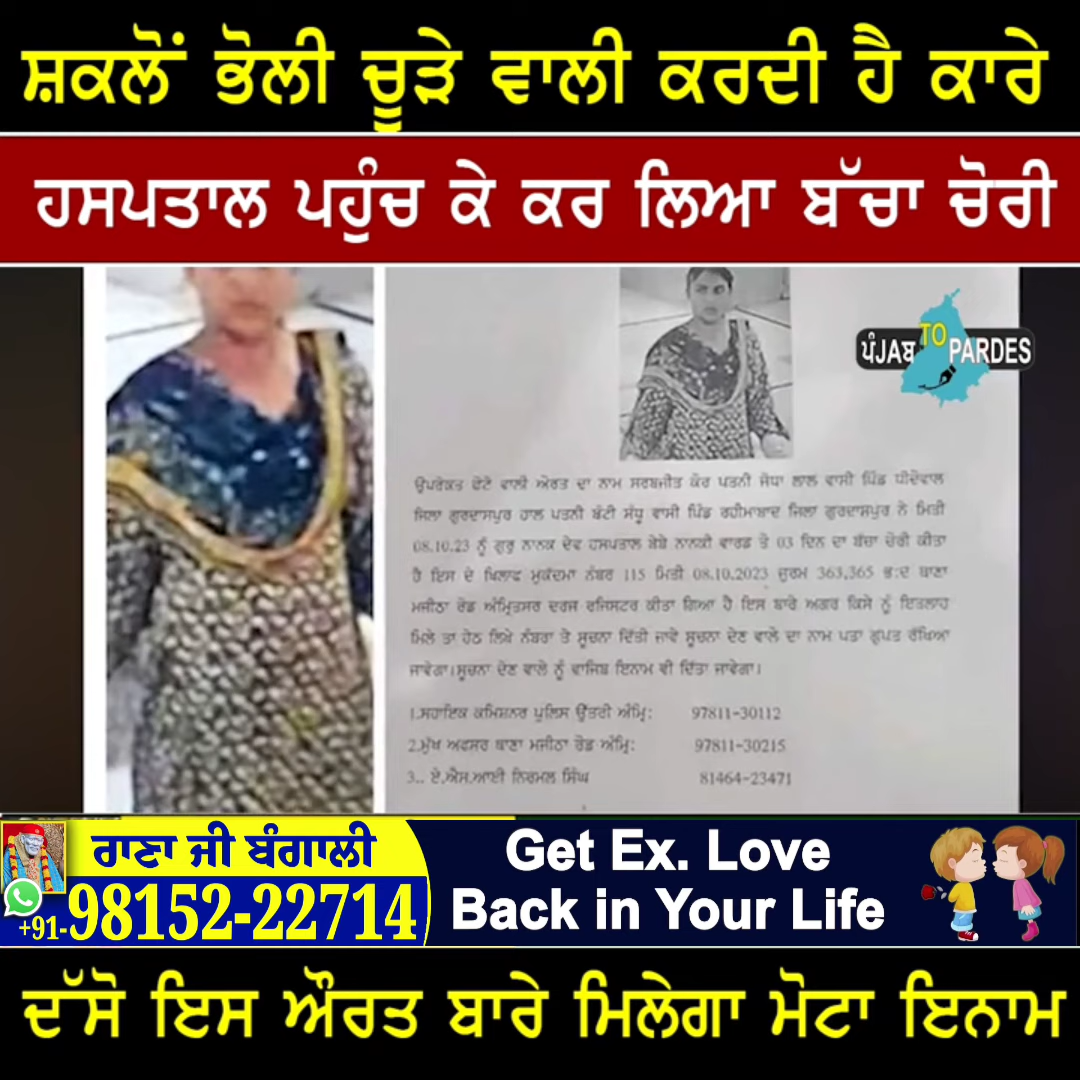 ਸ਼ਕਲੋਂ ਭੋਲੀ ਚੂੜੇ ਵਾਲੀ ਕਰਦੀ ਹੈ ਕਾਰੇ
ਹਸਪਤਾਲ ਪਹੁੰਚ ਕੇ ਕਰ ਲਿਆ ਬੱਚਾ ਚੋਰੀ
ਪੰJAਬ TO PARDES
ਉਪਰੋਕਤ ਫੋਟੋ ਵਾਲੀ ਔਰਤ ਦਾ ਨਾਮ ਸਰਬਜੀਤ ਕੌਰ ਪਤਨੀ ਜੋਧਾ ਲਾਲ ਵਾਸੀ ਪਿੰਡ ਧੀਦੋਵਾਲ
ਜਿਲਾ ਗੁਰਦਾਸਪੁਰ ਹਾਲ ਪਤਨੀ ਬੰਟੀ ਸੰਧੂ ਵਾਸੀ ਪਿੰਡ ਰਹੀਮਾਬਾਦ ਜਿਲਾ ਗੁਰਦਾਸਪੁਰ ਨੇ ਮਿਤੀ
08.10.23 ਨੂੰ ਗੁਰੂ ਨਾਨਕ ਦੇਵ ਹਸਪਤਾਲ ਬੇਬੇ ਨਾਨਕੀ ਵਾਰਡ ਤੋ 03 ਦਿਨ ਦਾ ਬੱਚਾ ਚੋਰੀ ਕੀਤਾ
ਹੈ ਇਸ ਦੇ ਖਿਲਾਫ ਮੁਕੱਦਮਾ ਨੰਬਰ 115 ਮਿਤੀ 08.10.2023 ਜੁਰਮ 363,365 ਭ:ਦ ਥਾਣਾ
ਮਜੀਠਾ ਰੋਡ ਅੰਮ੍ਰਿਤਸਰ ਦਰਜ ਰਜਿਸਟਰ ਕੀਤਾ ਗਿਆ ਹੈ ਇਸ ਬਾਰੇ ਅਗਰ ਕਿਸੇ ਨੂੰ ਇਤਲਾਹ
ਮਿਲੇ ਤਾ ਹੇਠ ਲਿਖੇ ਨੰਬਰਾ ਤੇ ਸੂਚਨਾ ਦਿੱਤੀ ਜਾਵੇ ਸੂਚਨਾ ਦੇਣ ਵਾਲੇ ਦਾ ਨਾਮ ਪਤਾ ਗੁਪਤ ਰੱਖਿਆ
ਜਾਵੇਗਾ।ਸੂਚਨਾ ਦੇਣ ਵਾਲੇ ਨੂੰ ਵਾਜਿਬ ਇਨਾਮ ਵੀ ਦਿੱਤਾ ਜਾਵੇਗਾ।
1.ਸਹਾਇਕ ਕਮਿਸ਼ਨਰ ਪੁਲਿਸ ਉੱਤਰੀ ਅੰਮ੍ਰਿ: 97811-30112
2.ਮੁੱਖ ਅਫਸਰ ਥਾਣਾ ਮਜੀਠਾ ਰੋਡ ਅੰਮ੍ਰਿ: 97811-30215
3.. ਏ.ਐਸ.ਆਈ ਨਿਰਮਲ ਸਿੰਘ 81464-23471
ਰਾਣਾ ਜੀ ਬੰਗਾਲੀ
+91-98152-22714
Get Ex. Love
Back in Your Life
ਦੱਸੋ ਇਸ ਔਰਤ ਬਾਰੇ ਮਿਲੇਗਾ ਮੋਟਾ ਇਨਾਮ